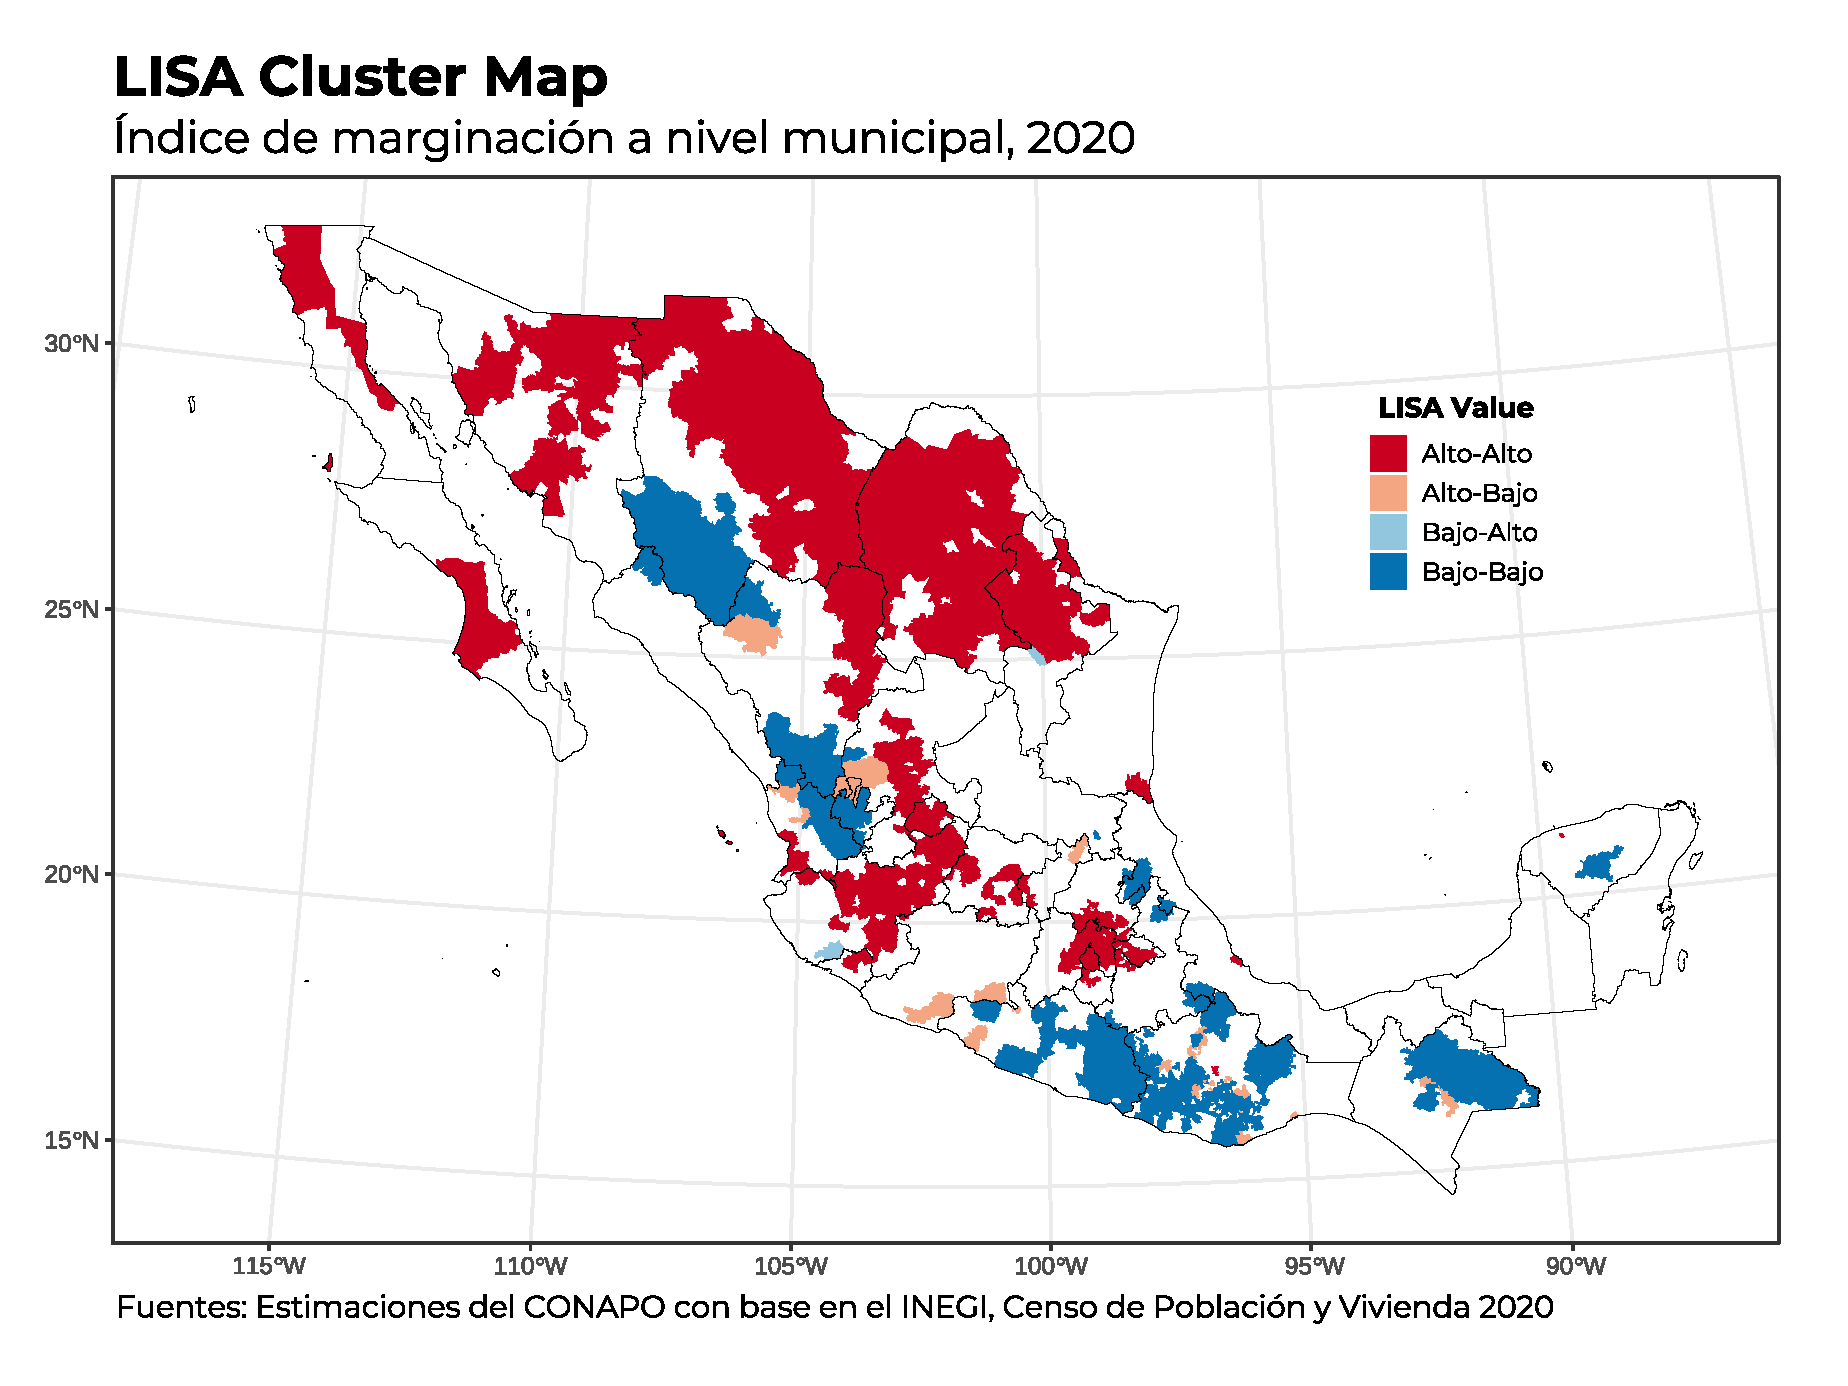 LISA Cluster Map
Índice de marginación a nivel municipal, 2020
30°N
25°N
20°N
15°N
LISA Value
Alto-Alto
Alto-Bajo
Bajo-Alto
Bajo-Bajo
115°W 110°W 105°W 100°W 95°W 90°W
Fuentes: Estimaciones del CONAPO con base en el INEGI, Censo de Población y Vivienda 2020